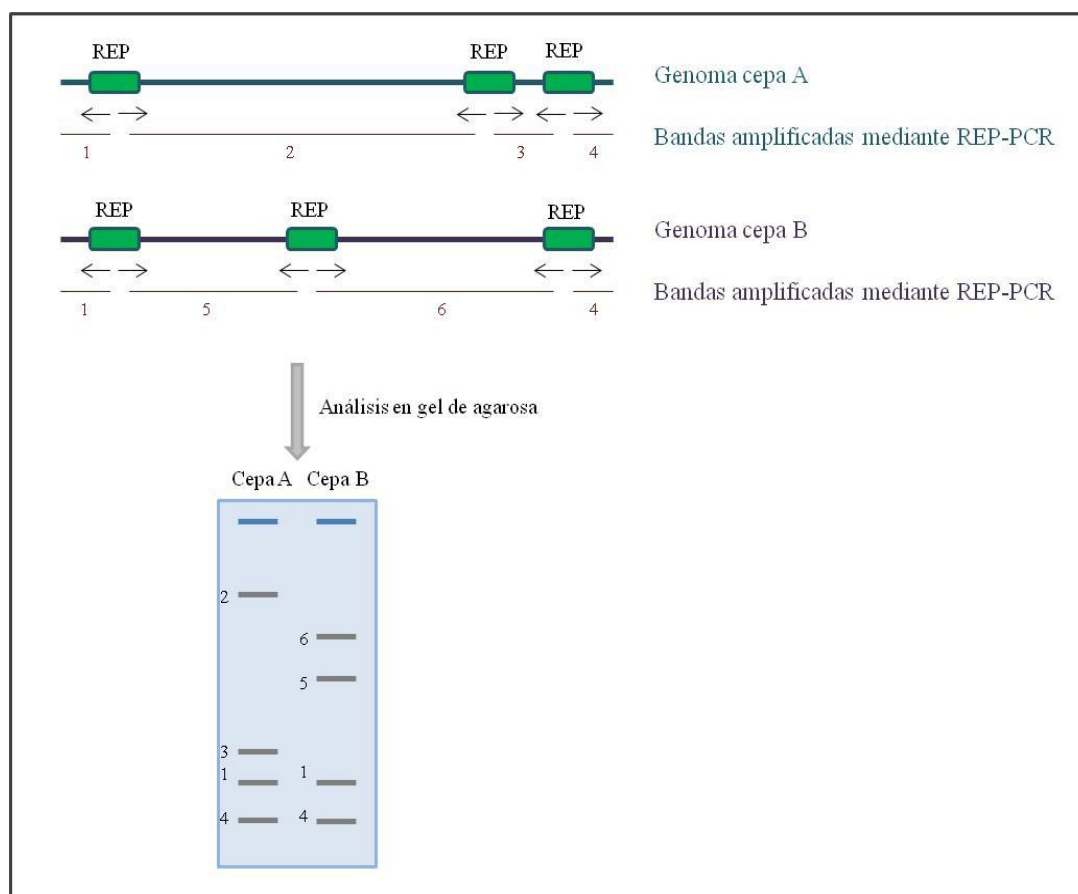 REP REP REP
Genoma cepa A
Bandas amplificadas mediante REP-PCR
1 2 3 4
REP REP REP
Genoma cepa B
Bandas amplificadas mediante REP-PCR
1 5 6 4
Análisis en gel de agarosa
Cepa A Cepa B
2
6
5
3
1 1
4 4